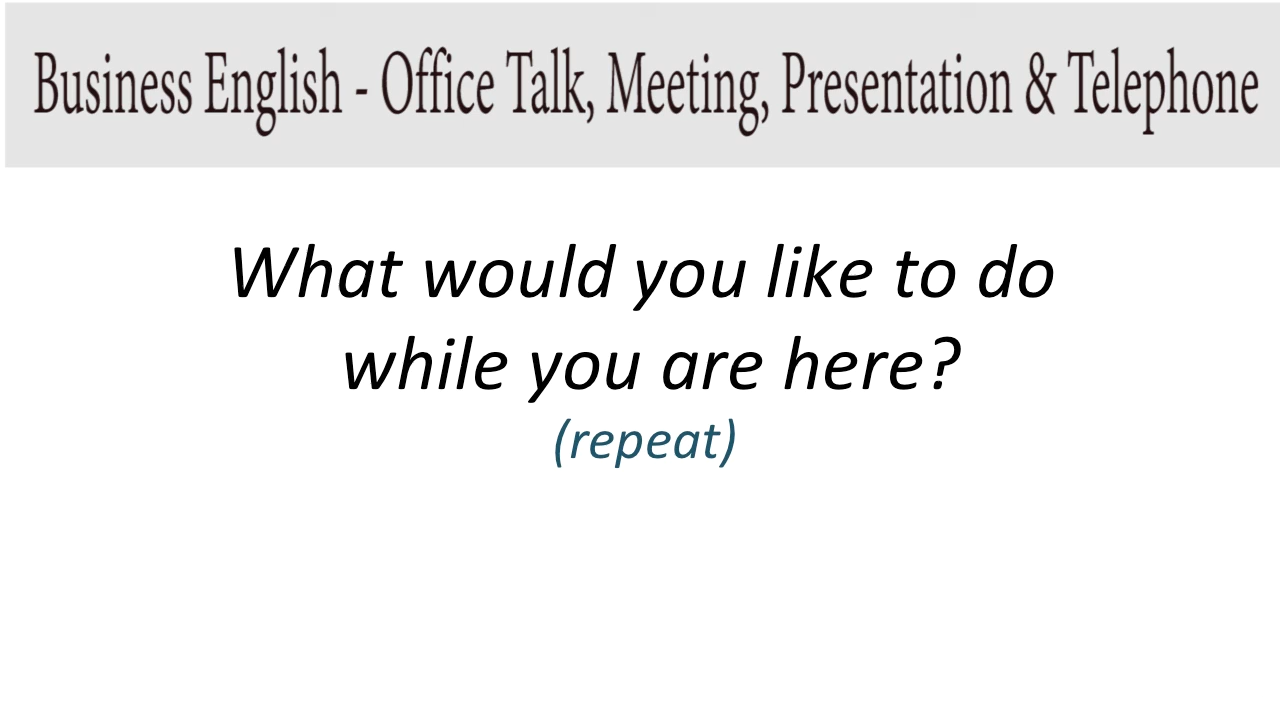 Business English - Office Talk, Meeting, Presentation & Telephone
What would you like to do
while you are here?
(repeat)